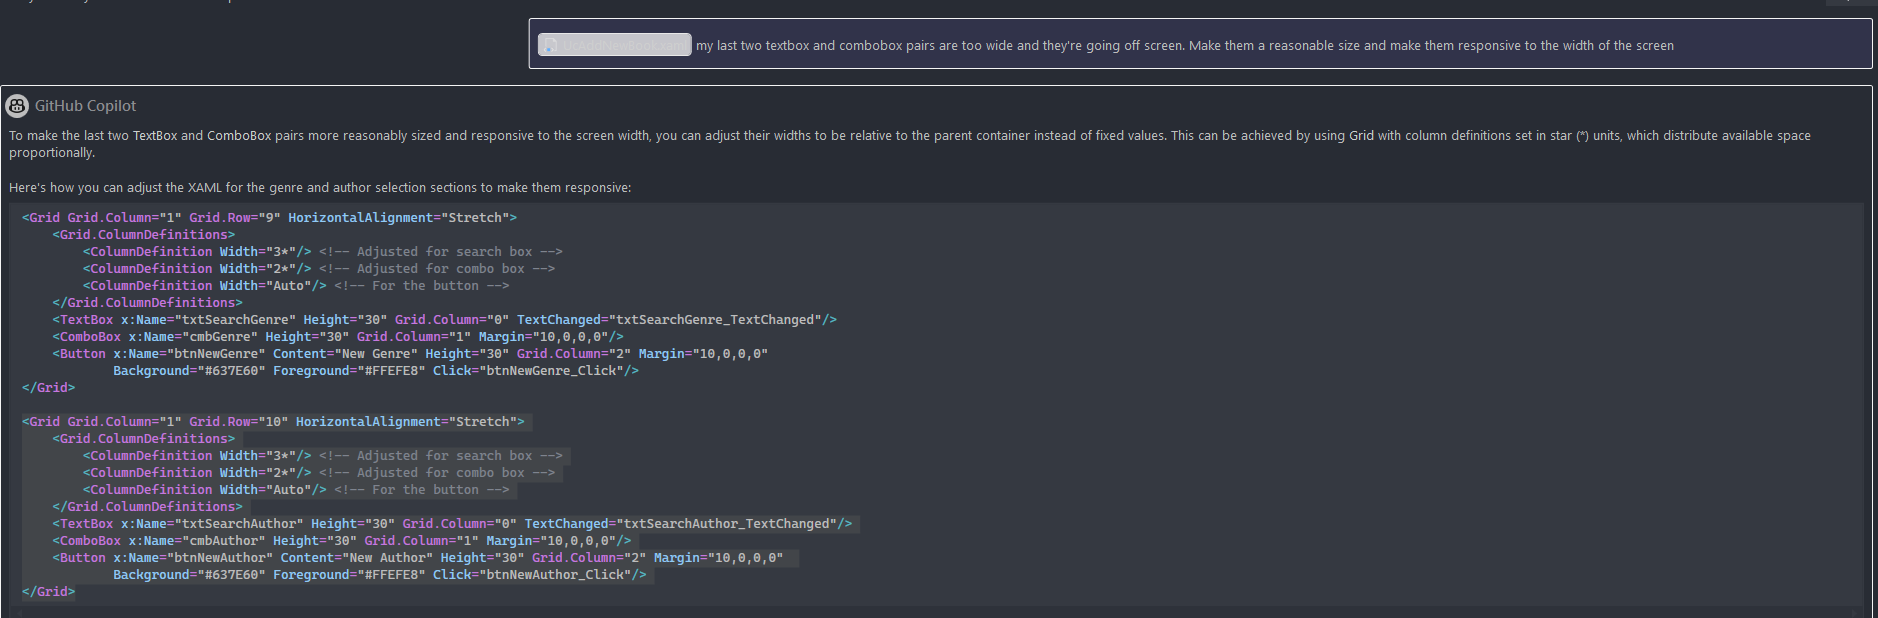 my last two textbox and combobox pairs are too wide and they're going off screen. Make them a reasonable size and make them responsive to the width of the screen
GitHub Copilot
To make the last two TextBox and ComboBox pairs more reasonably sized and responsive to the screen width, you can adjust their widths to be relative to the parent container instead of fixed values. This can be achieved by using Grid with column definitions set in star (*) units, which distribute available space
proportionally.
Here's how you can adjust the XAML for the genre and author selection sections to make them responsive:
<Grid Grid.Column="1" Grid.Row="9" HorizontalAlignment="Stretch">
    <Grid.ColumnDefinitions>
        <ColumnDefinition Width="3*"/> <!-- Adjusted for search box -->
        <ColumnDefinition Width="2*"/> <!-- Adjusted for combo box -->
        <ColumnDefinition Width="Auto"/> <!-- For the button -->
    </Grid.ColumnDefinitions>
    <TextBox x:Name="txtSearchGenre" Height="30" Grid.Column="0" TextChanged="txtSearchGenre_TextChanged"/>
    <ComboBox x:Name="cmbGenre" Height="30" Grid.Column="1" Margin="10,0,0,0"/>
    <Button x:Name="btnNewGenre" Content="New Genre" Height="30" Grid.Column="2" Margin="10,0,0,0"
            Background="#637E60" Foreground="#FFEFE8" Click="btnNewGenre_Click"/>
</Grid>
<Grid Grid.Column="1" Grid.Row="10" HorizontalAlignment="Stretch">
    <Grid.ColumnDefinitions>
        <ColumnDefinition Width="3*"/> <!-- Adjusted for search box -->
        <ColumnDefinition Width="2*"/> <!-- Adjusted for combo box -->
        <ColumnDefinition Width="Auto"/> <!-- For the button -->
    </Grid.ColumnDefinitions>
    <TextBox x:Name="txtSearchAuthor" Height="30" Grid.Column="0" TextChanged="txtSearchAuthor_TextChanged"/>
    <ComboBox x:Name="cmbAuthor" Height="30" Grid.Column="1" Margin="10,0,0,0"/>
    <Button x:Name="btnNewAuthor" Content="New Author" Height="30" Grid.Column="2" Margin="10,0,0,0"
            Background="#637E60" Foreground="#FFEFE8" Click="btnNewAuthor_Click"/>
</Grid>